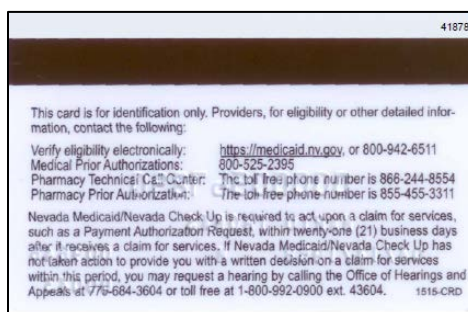 41878
This card is for identification only. Providers, for eligibility or other detailed infor-
mation, contact the following:
Verify eligibility electronically: https://medicaid.nv.gov, or 800-942-6511
Medical Prior Authorizations: 800-525-2395
Pharmacy Technical Call Center: The toll free phone number is 866-244-8554
Pharmacy Prior Authorization: The toll free phone number is 855-455-3311
Nevada Medicaid/Nevada Check Up is required to act upon a claim for services,
such as a Payment Authorization Request, within twenty-one (21) business days
after it receives a claim for services. If Nevada Medicaid/Nevada Check Up has
not taken action to provide you with a written decision on a claim for services
within this period, you may request a hearing by calling the Office of Hearings and
Appeals at 775-684-3604 or toll free at 1-800-992-0900 ext. 43604. 1515-CRD